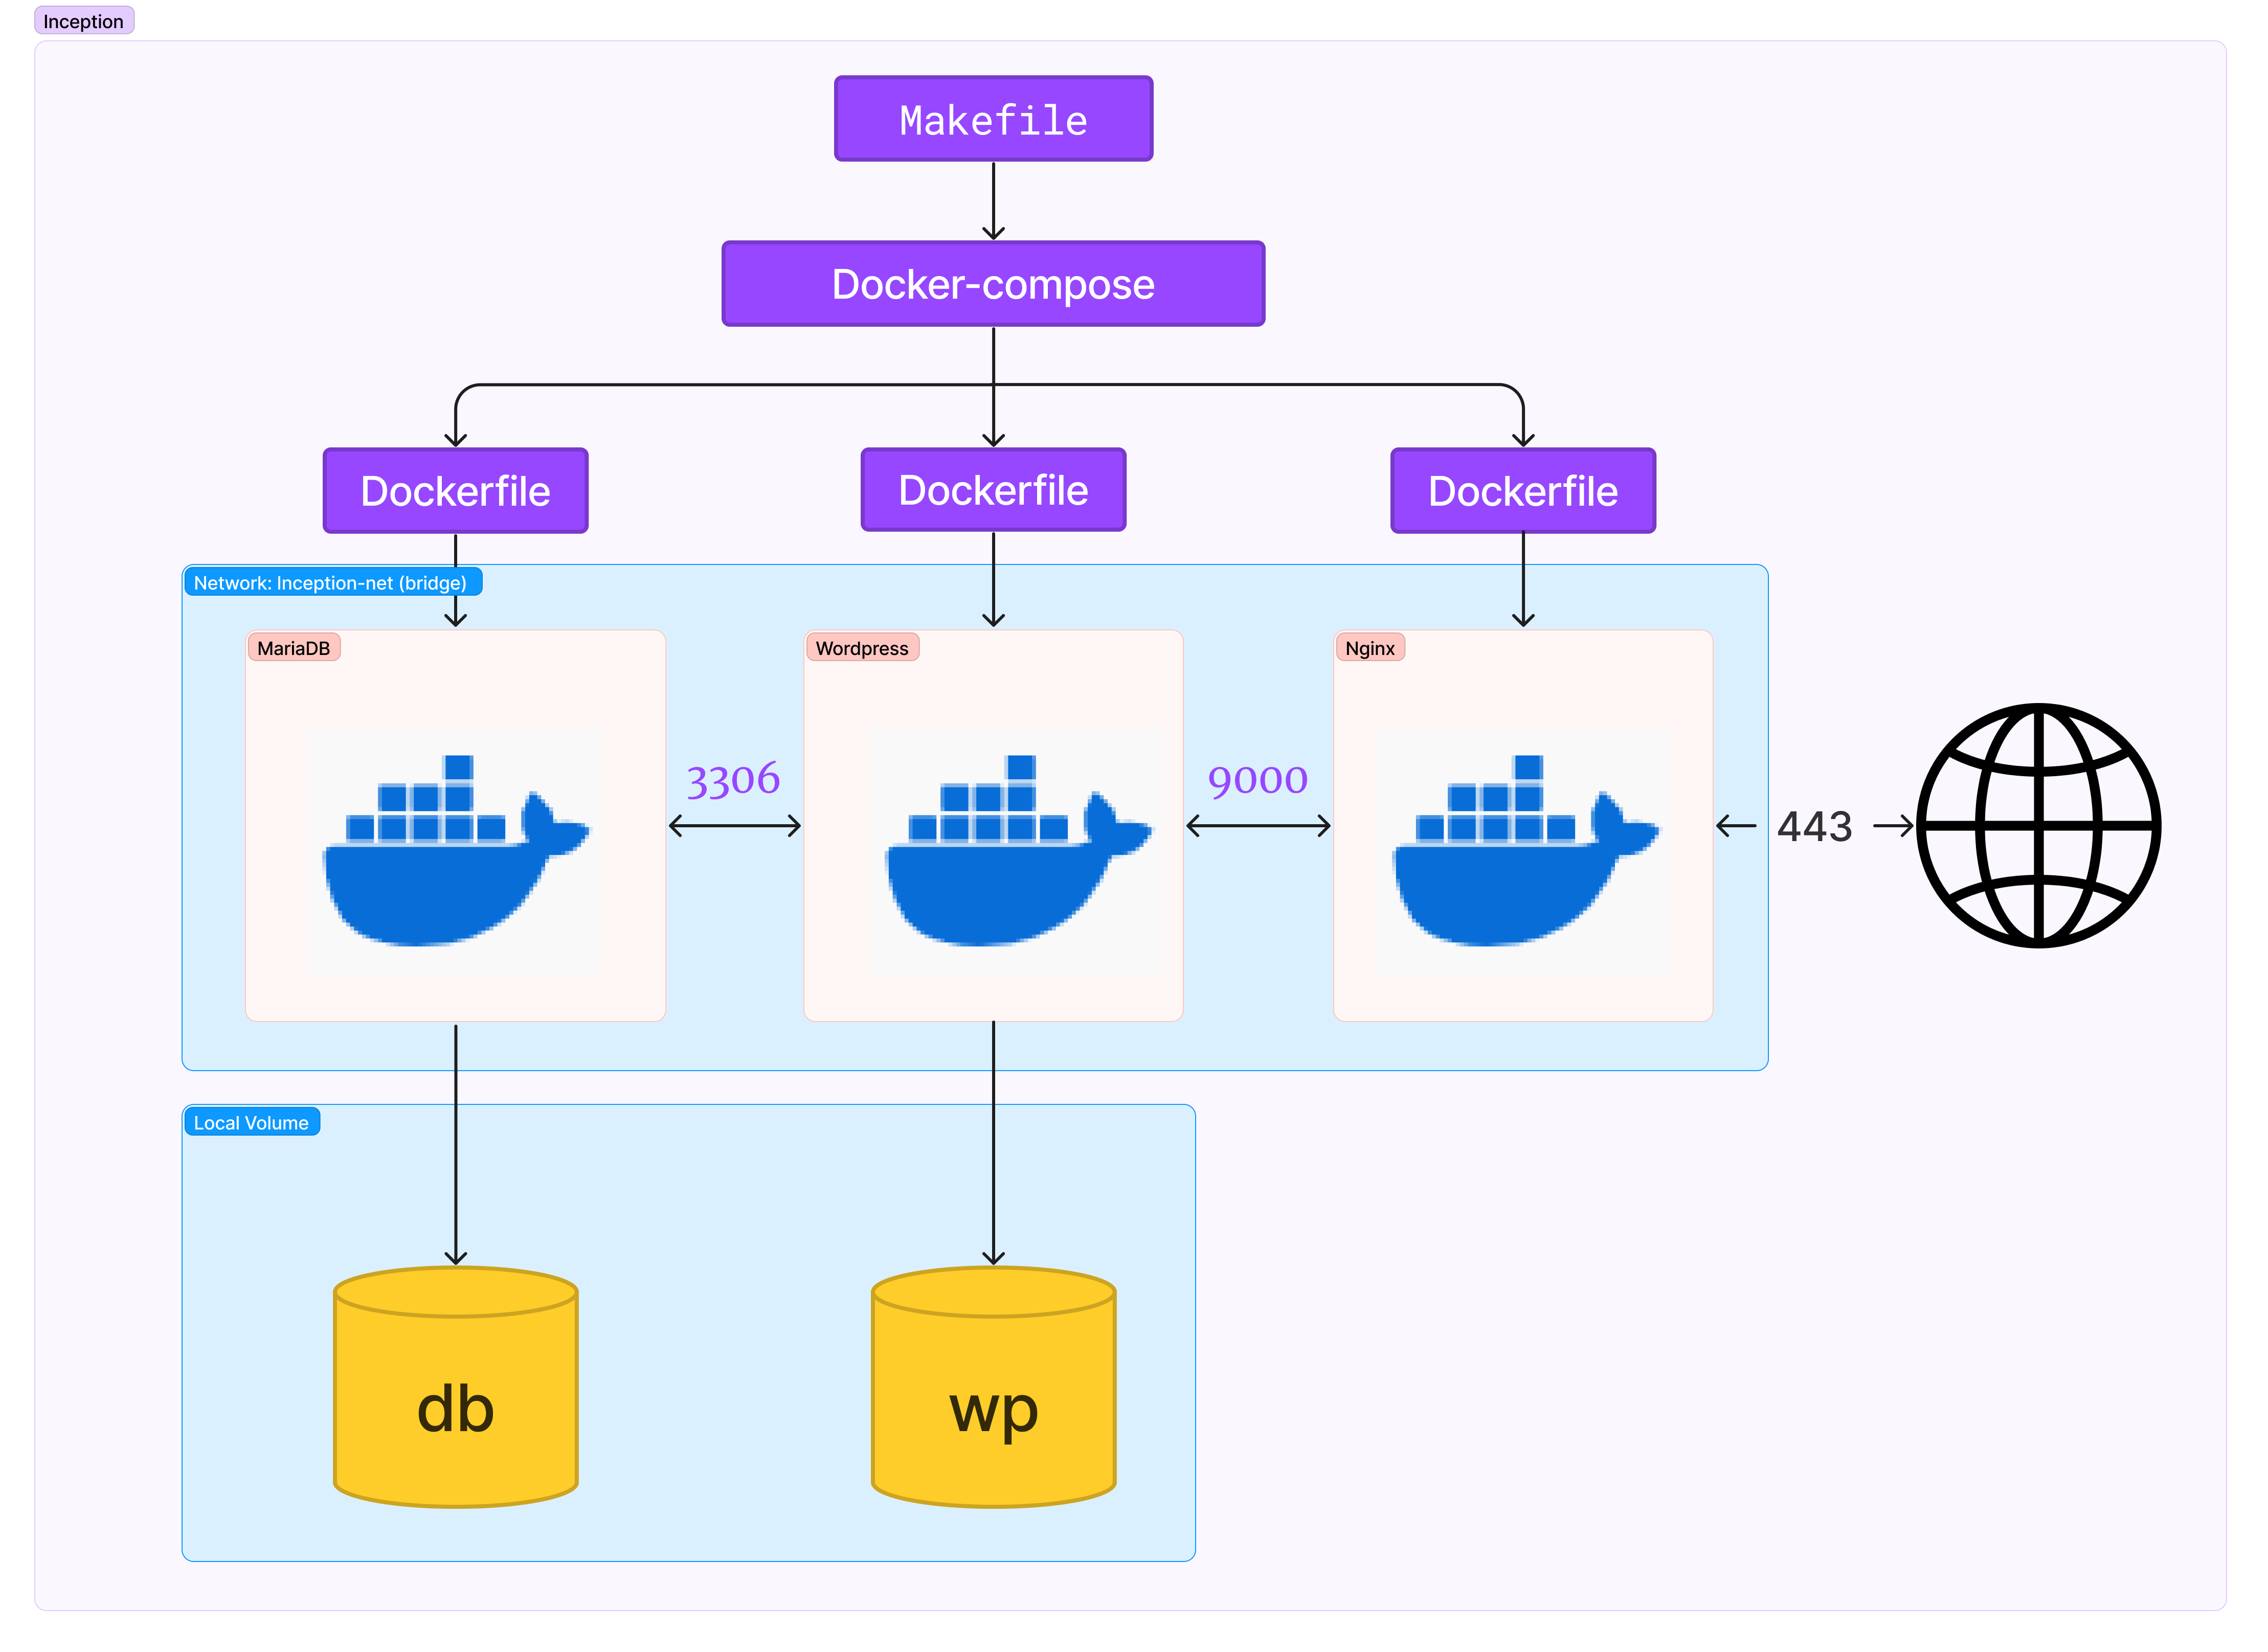 Inception
Makefile
Docker-compose
Dockerfile
Dockerfile
Dockerfile
Network: Inception-net (bridge)
MariaDB
Wordpress
Nginx
3306
9000
443
Local Volume
db
wp